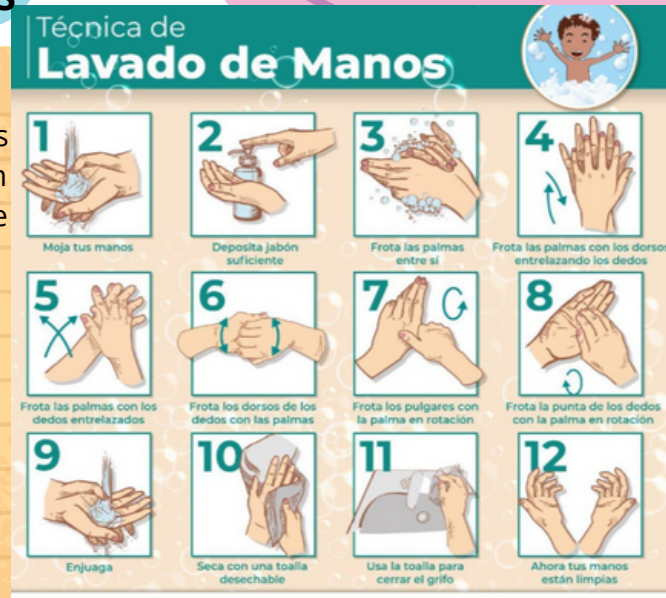 Técnica de
Lavado de Manos
1
Moja tus manos
2
Deposita jabón
suficiente
3
Frota las palmas
entre sí
4
Frota las palmas con los dorsos
entrelazando los dedos
5
Frota las palmas con los
dedos entrelazados
6
Frota los dorsos de los
dedos con las palmas
7
Frota los pulgares con
la palma en rotación
8
Frota la punta de los dedos
con la palma en rotación
9
Enjuaga
10
Seca con una toalla
desechable
11
Usa la toalla para
cerrar el grifo
12
Ahora tus manos
están limpias